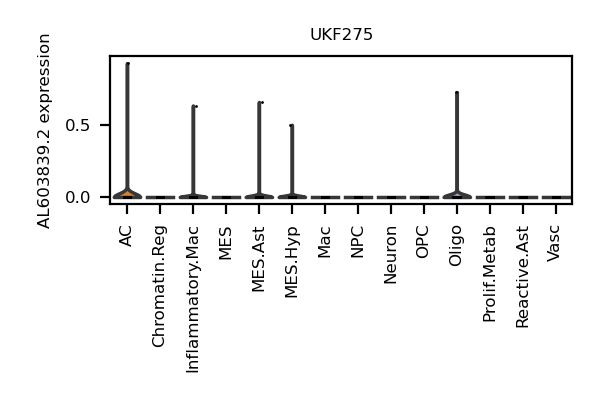 UKF275
AL603839.2 expression
0.5
0.0
AC
Chromatin.Reg
Inflammatory.Mac
MES
MES.Ast
MES.Hyp
Mac
NPC
Neuron
OPC
Oligo
Prolif.Metab
Reactive.Ast
Vasc